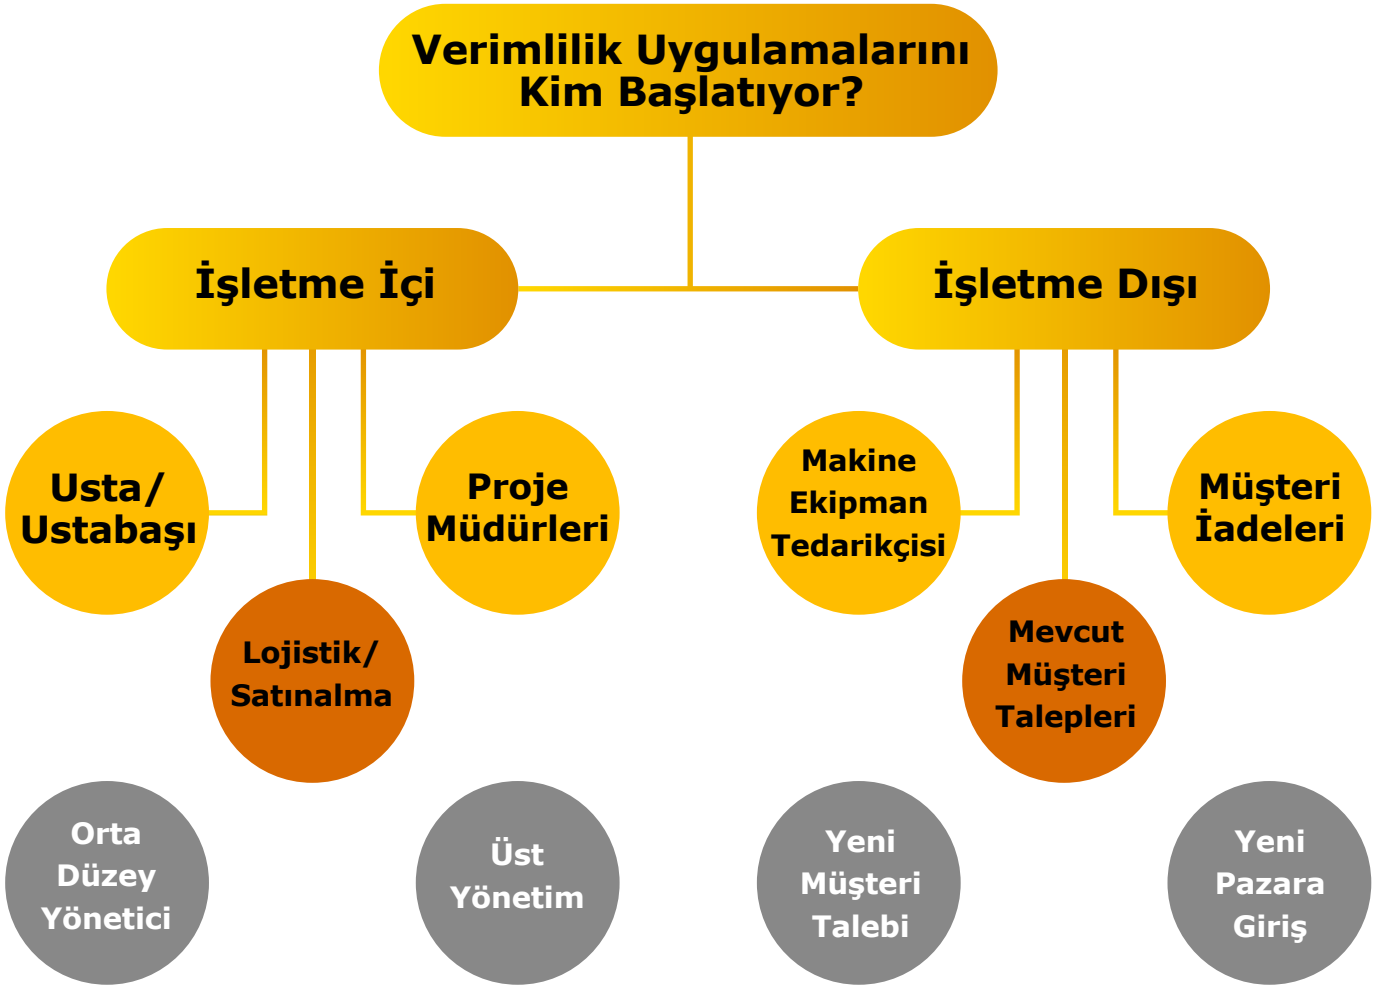 Verimlilik Uygulamalarını
Kim Başlatıyor?
İşletme İçi
İşletme Dışı
Usta/
Ustabaşı
Proje
Müdürleri
Lojistik/
Satınalma
Makine
Ekipman
Tedarikçisi
Müşteri
İadeleri
Mevcut
Müşteri
Talepleri
Orta
Düzey
Yönetici
Üst
Yönetim
Yeni
Müşteri
Talebi
Yeni
Pazara
Giriş